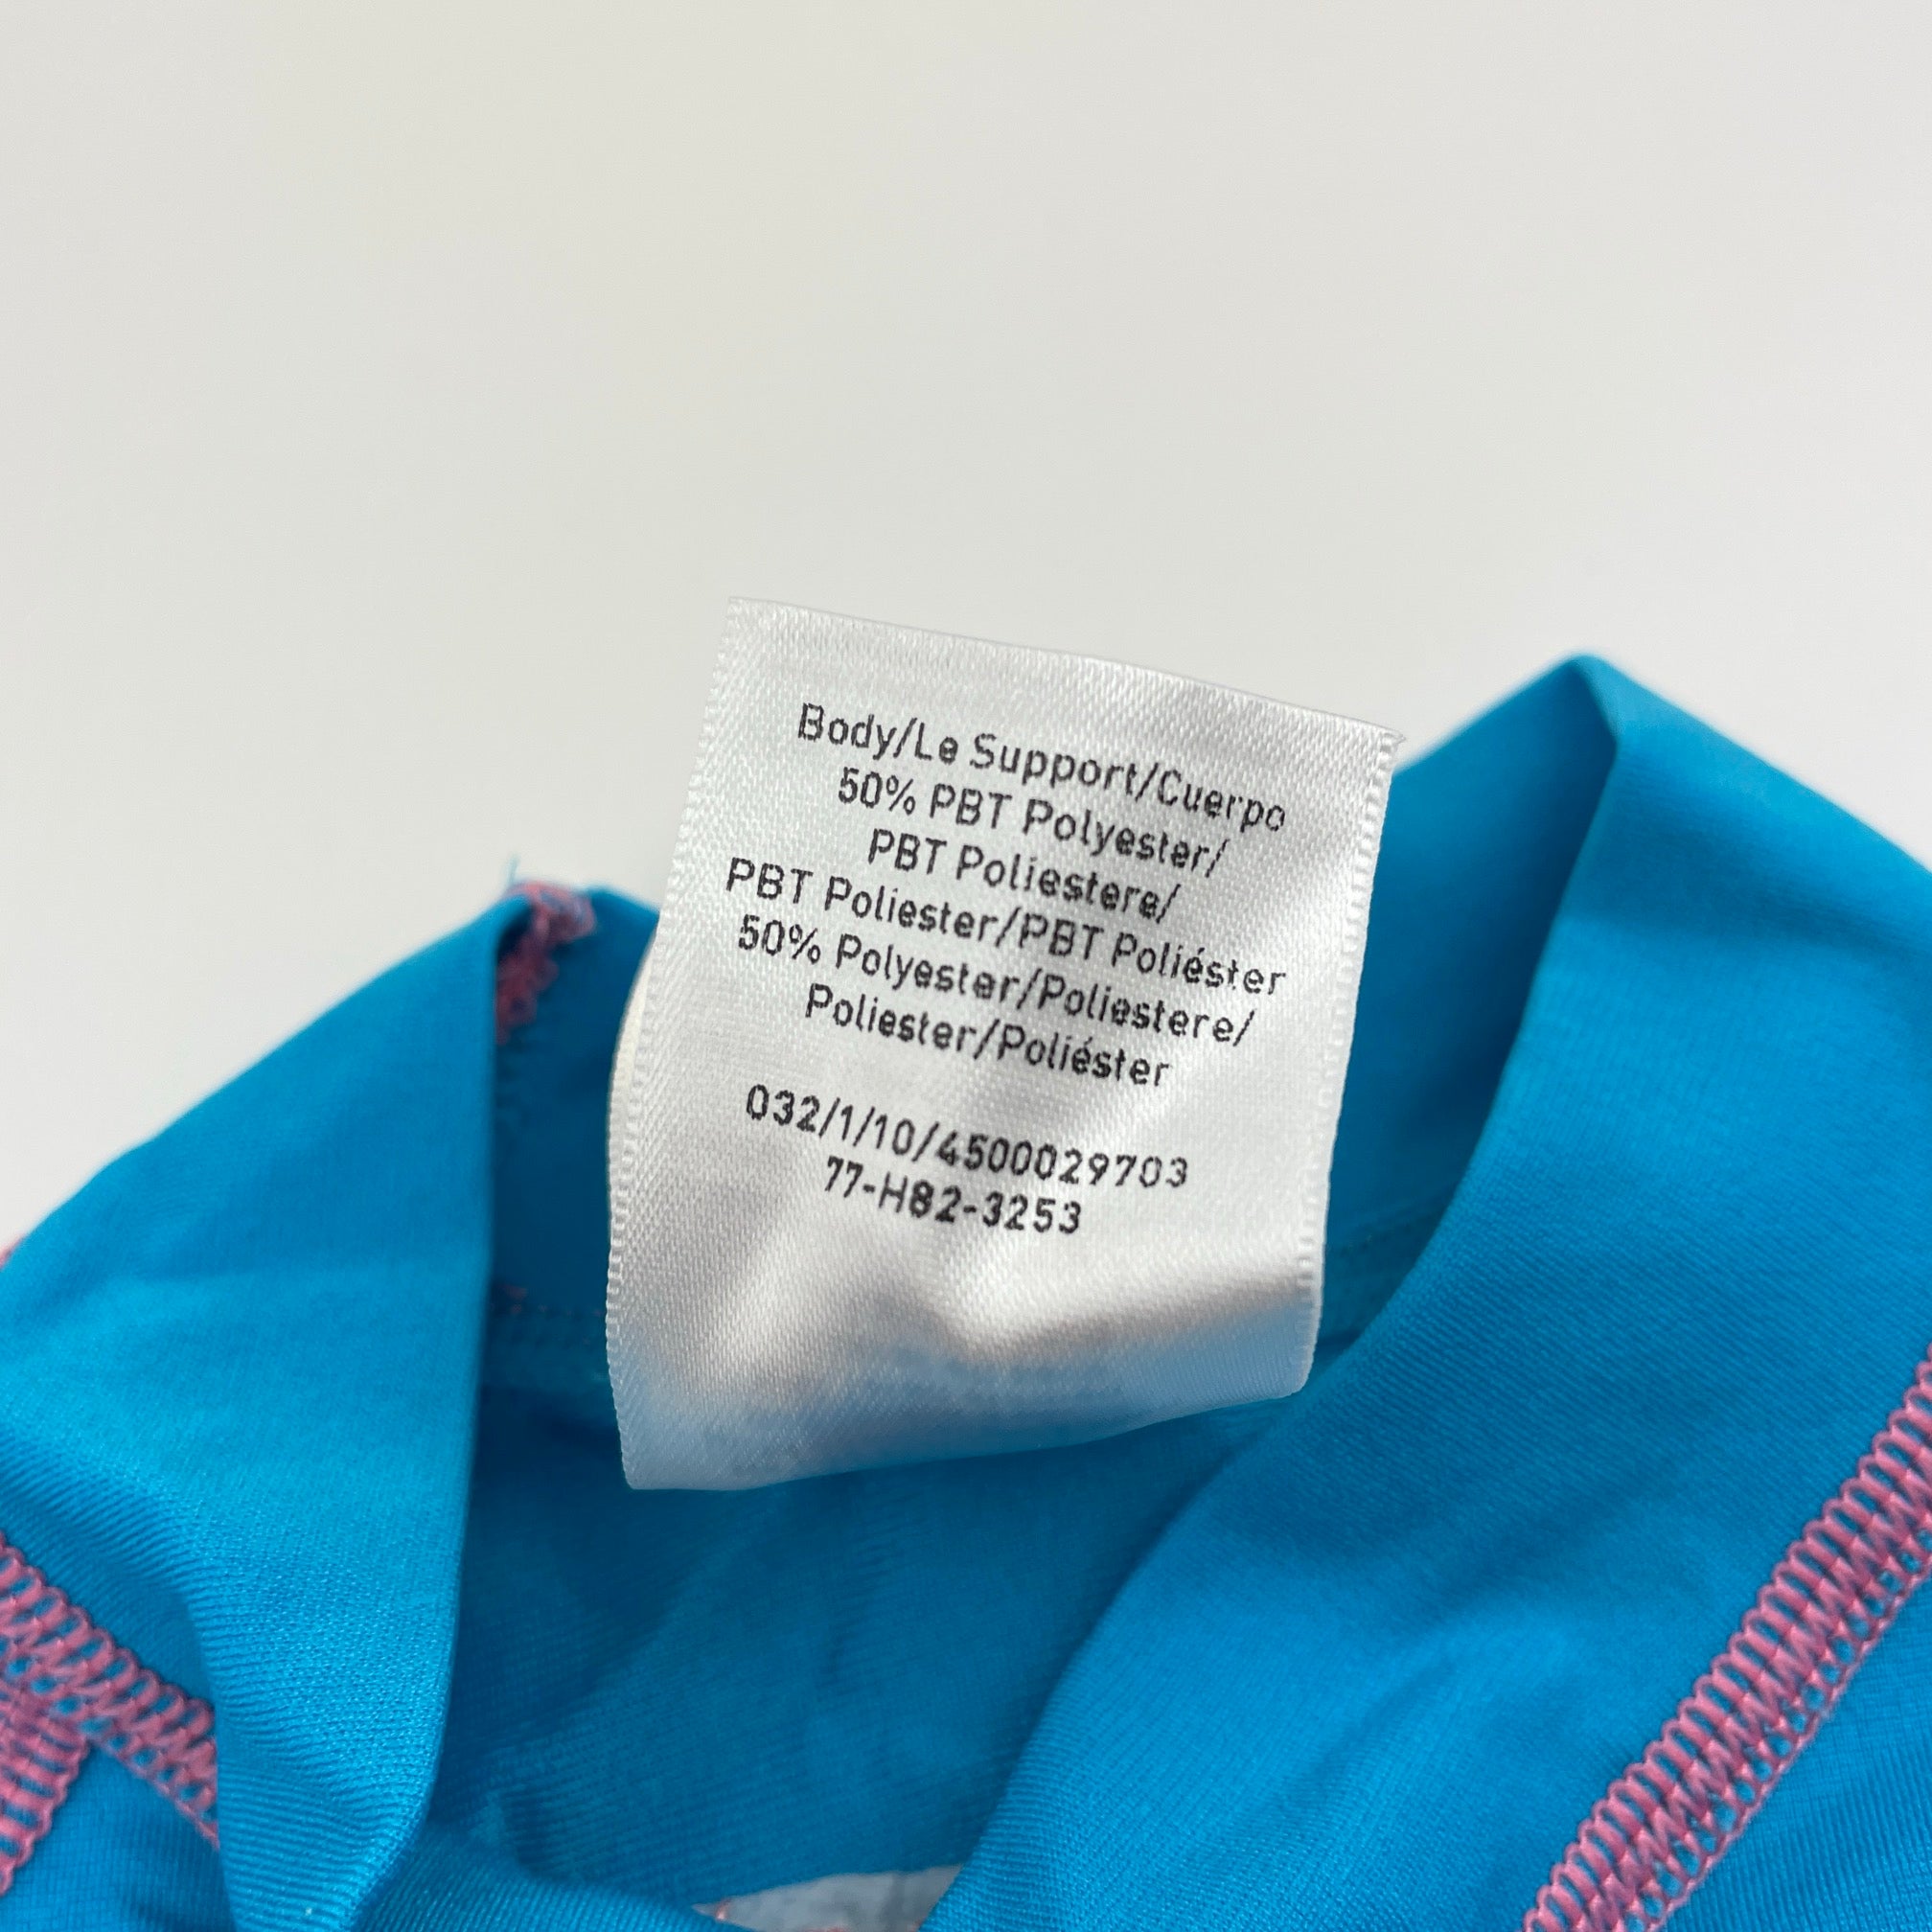 Body/Le Support/Cuerpo
50% PBT Polyester/
PBT Poliestere/
PBT Poliester/PBT Poliéster
50% Polyester/Poliestere/
Poliester/Poliéster
032/1/10/4500029703
77-H82-3253